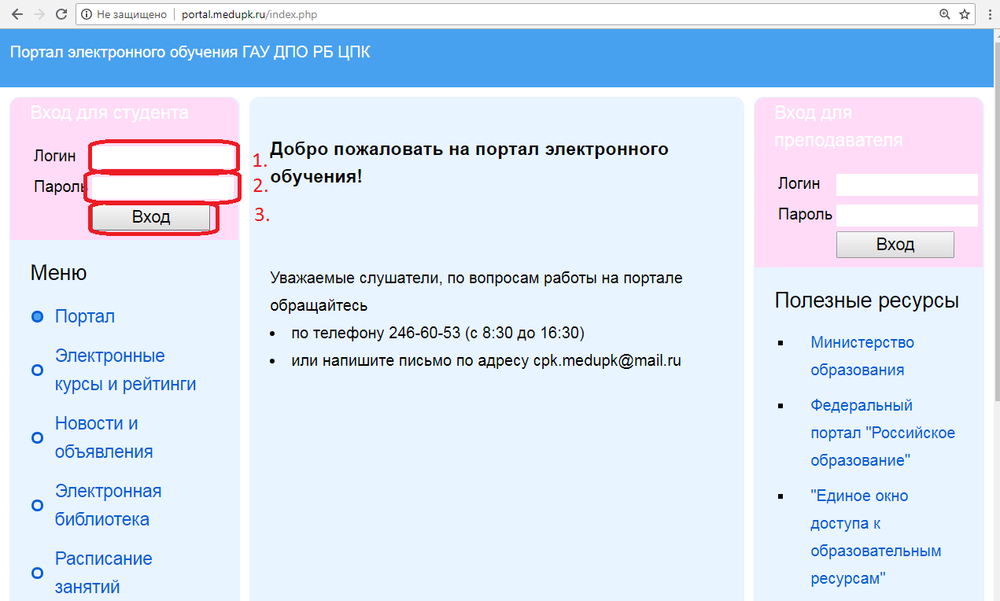 Не защищено | portal.medupk.ru/index.php
Портал электронного обучения ГАУ ДПО РБ ЦПК
Вход для студента
Логин
Пароль
Вход
1.
2.
3.
Меню
Портал
Электронные
курсы и рейтинги
Новости и
объявления
Электронная
библиотека
Расписание
занятий
Добро пожаловать на портал электронного
обучения!
Уважаемые слушатели, по вопросам работы на портале
обращайтесь
• по телефону 246-60-53 (с 8:30 до 16:30)
• или напишите письмо по адресу cpk.medupk@mail.ru
Вход для
преподавателя
Логин
Пароль
Вход
Полезные ресурсы
Министерство
образования
Федеральный
портал "Российское
образование"
"Единое окно
доступа к
образовательным
ресурсам"